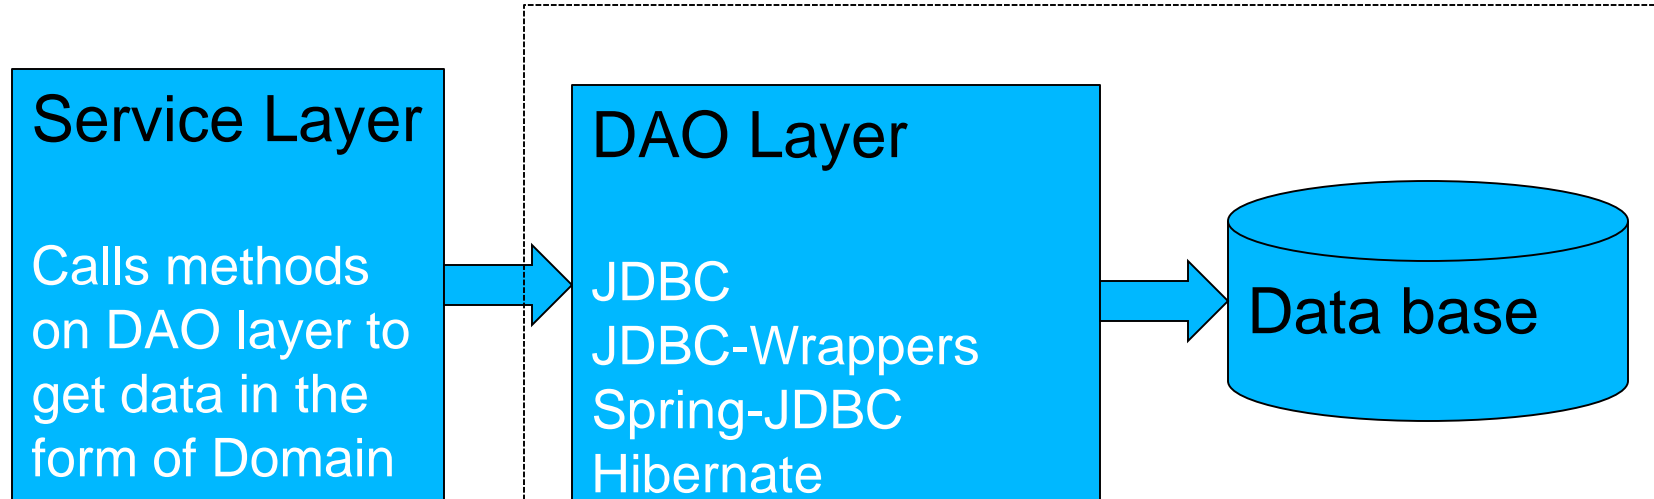 Service Layer
Calls methods
on DAO layer to
get data in the
form of Domain
DAO Layer
JDBC
JDBC-Wrappers
Spring-JDBC
Hibernate
Data base